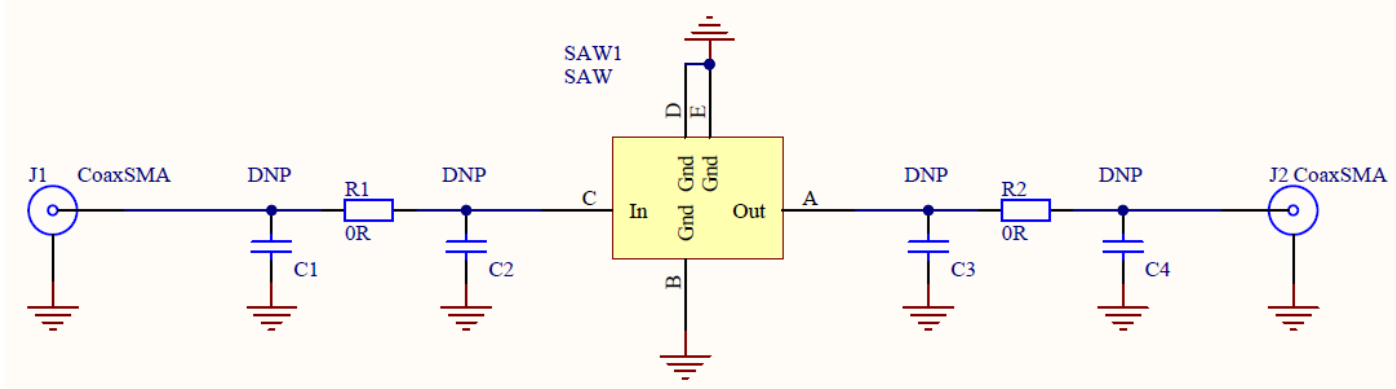 SAW1
SAW
D
E
J1
CoaxSMA
DNP
R1
0R
C1
DNP
C2
C
In
Gnd
Gnd
Gnd
Out
A
B
DNP
R2
0R
C3
DNP
C4
J2 CoaxSMA